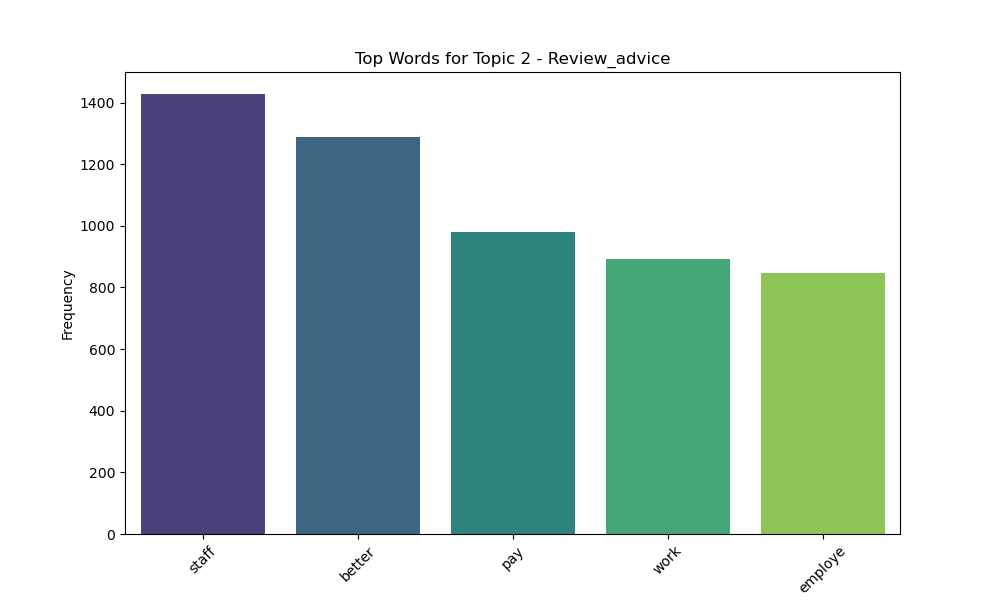 Top Words for Topic 2 - Review_advice
1400
1200
1000
800
600
400
200
0
Frequency
staff
better
pay
work
employe